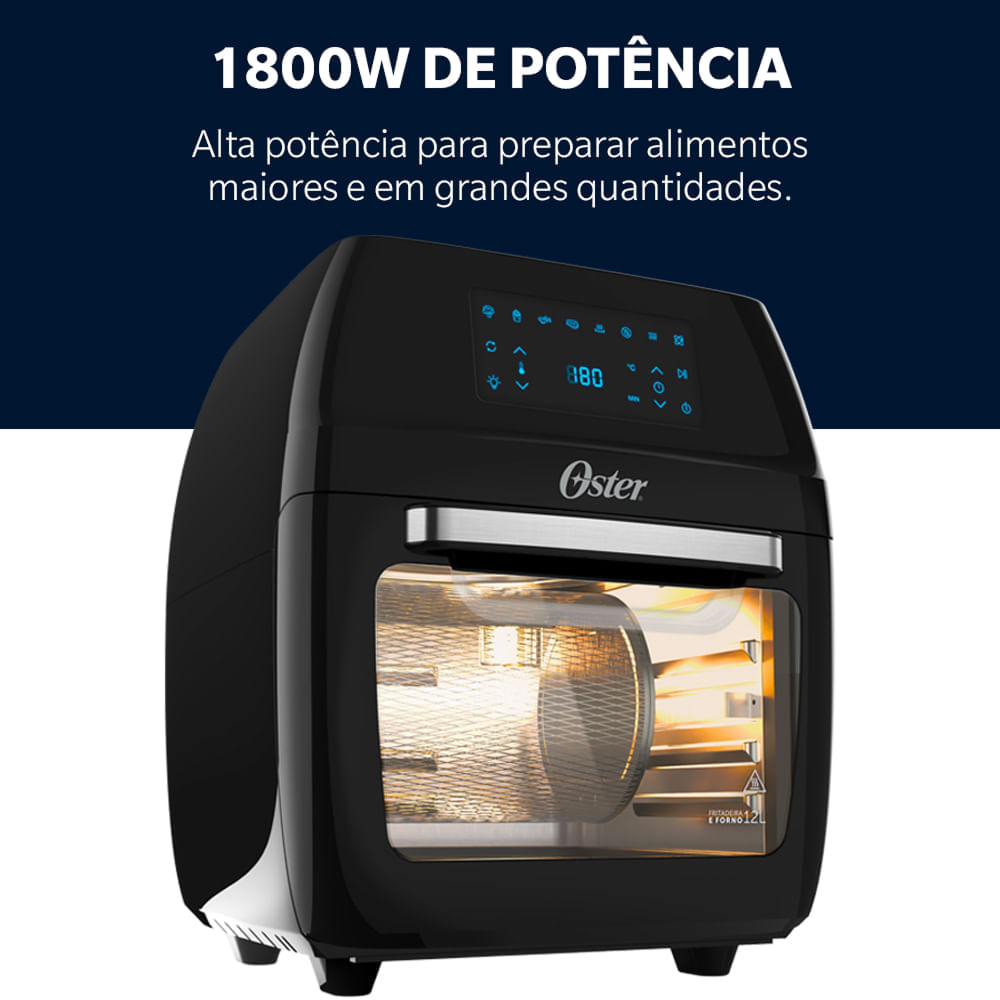 1800W DE POTÊNCIA
Alta potência para preparar alimentos
maiores e em grandes quantidades.
180
°C
MIN
Oster
FRITADEIRA
E FORNO 12L